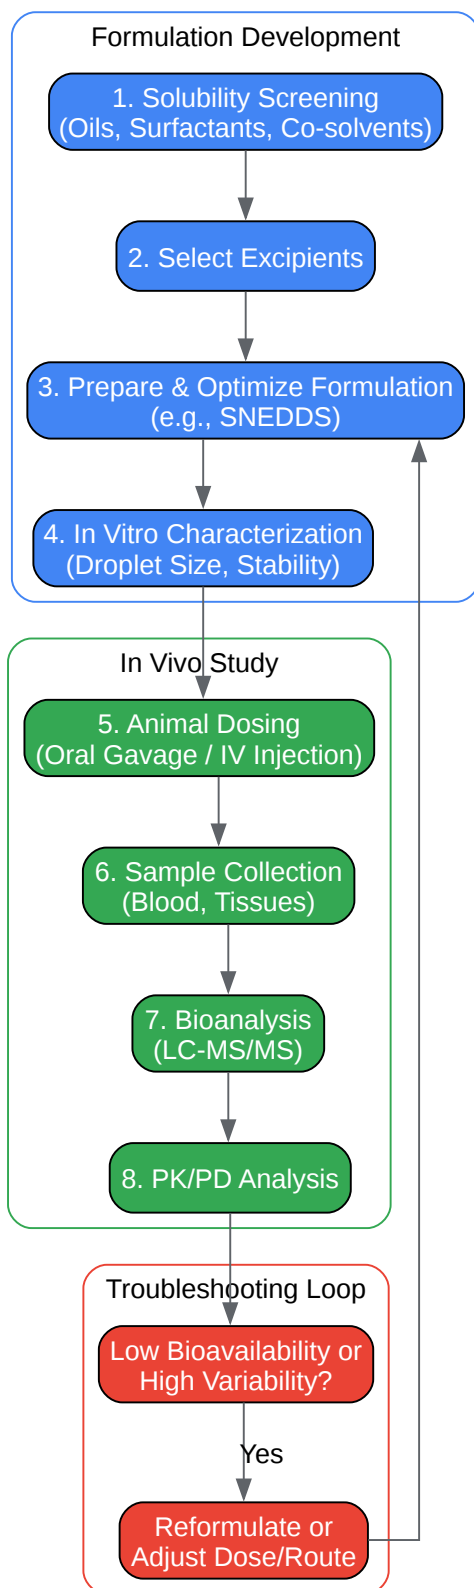 Formulation Development
1. Solubility Screening
(Oils, Surfactants, Co-solvents)
2. Select Excipients
3. Prepare & Optimize Formulation
(e.g., SNEDDS)
4. In Vitro Characterization
(Droplet Size, Stability)
In Vivo Study
5. Animal Dosing
(Oral Gavage / IV Injection)
6. Sample Collection
(Blood, Tissues)
7. Bioanalysis
(LC-MS/MS)
8. PK/PD Analysis
Troubleshooting Loop
Low Bioavailability or
High Variability?
Yes
Reformulate or
Adjust Dose/Route